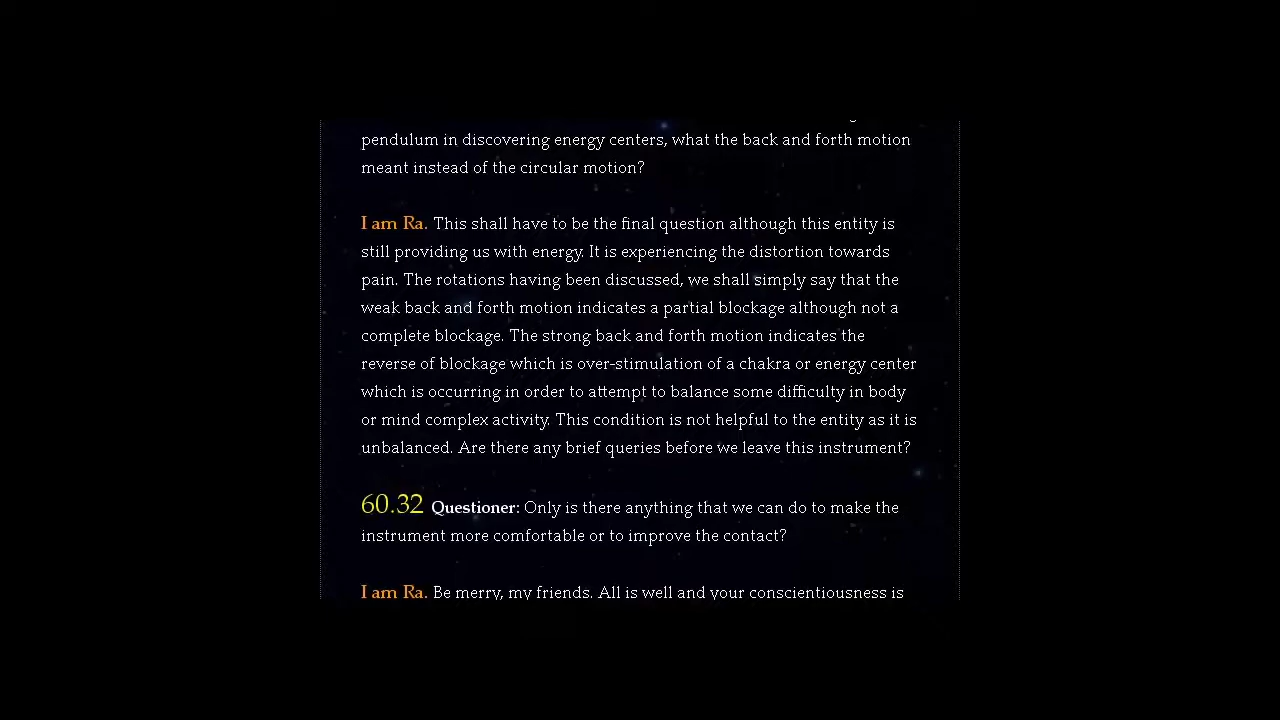 pendulum in discovering energy centers, what the back and forth motion
meant instead of the circular motion?
I am Ra. This shall have to be the final question although this entity is
still providing us with energy. It is experiencing the distortion towards
pain. The rotations having been discussed, we shall simply say that the
weak back and forth motion indicates a partial blockage although not a
complete blockage. The strong back and forth motion indicates the
reverse of blockage which is over-stimulation of a chakra or energy center
which is occurring in order to attempt to balance some difficulty in body
or mind complex activity. This condition is not helpful to the entity as it is
unbalanced. Are there any brief queries before we leave this instrument?
60.32 Questioner: Only is there anything that we can do to make the
instrument more comfortable or to improve the contact?
I am Ra. Be merry, my friends. All is well and your conscientiousness is